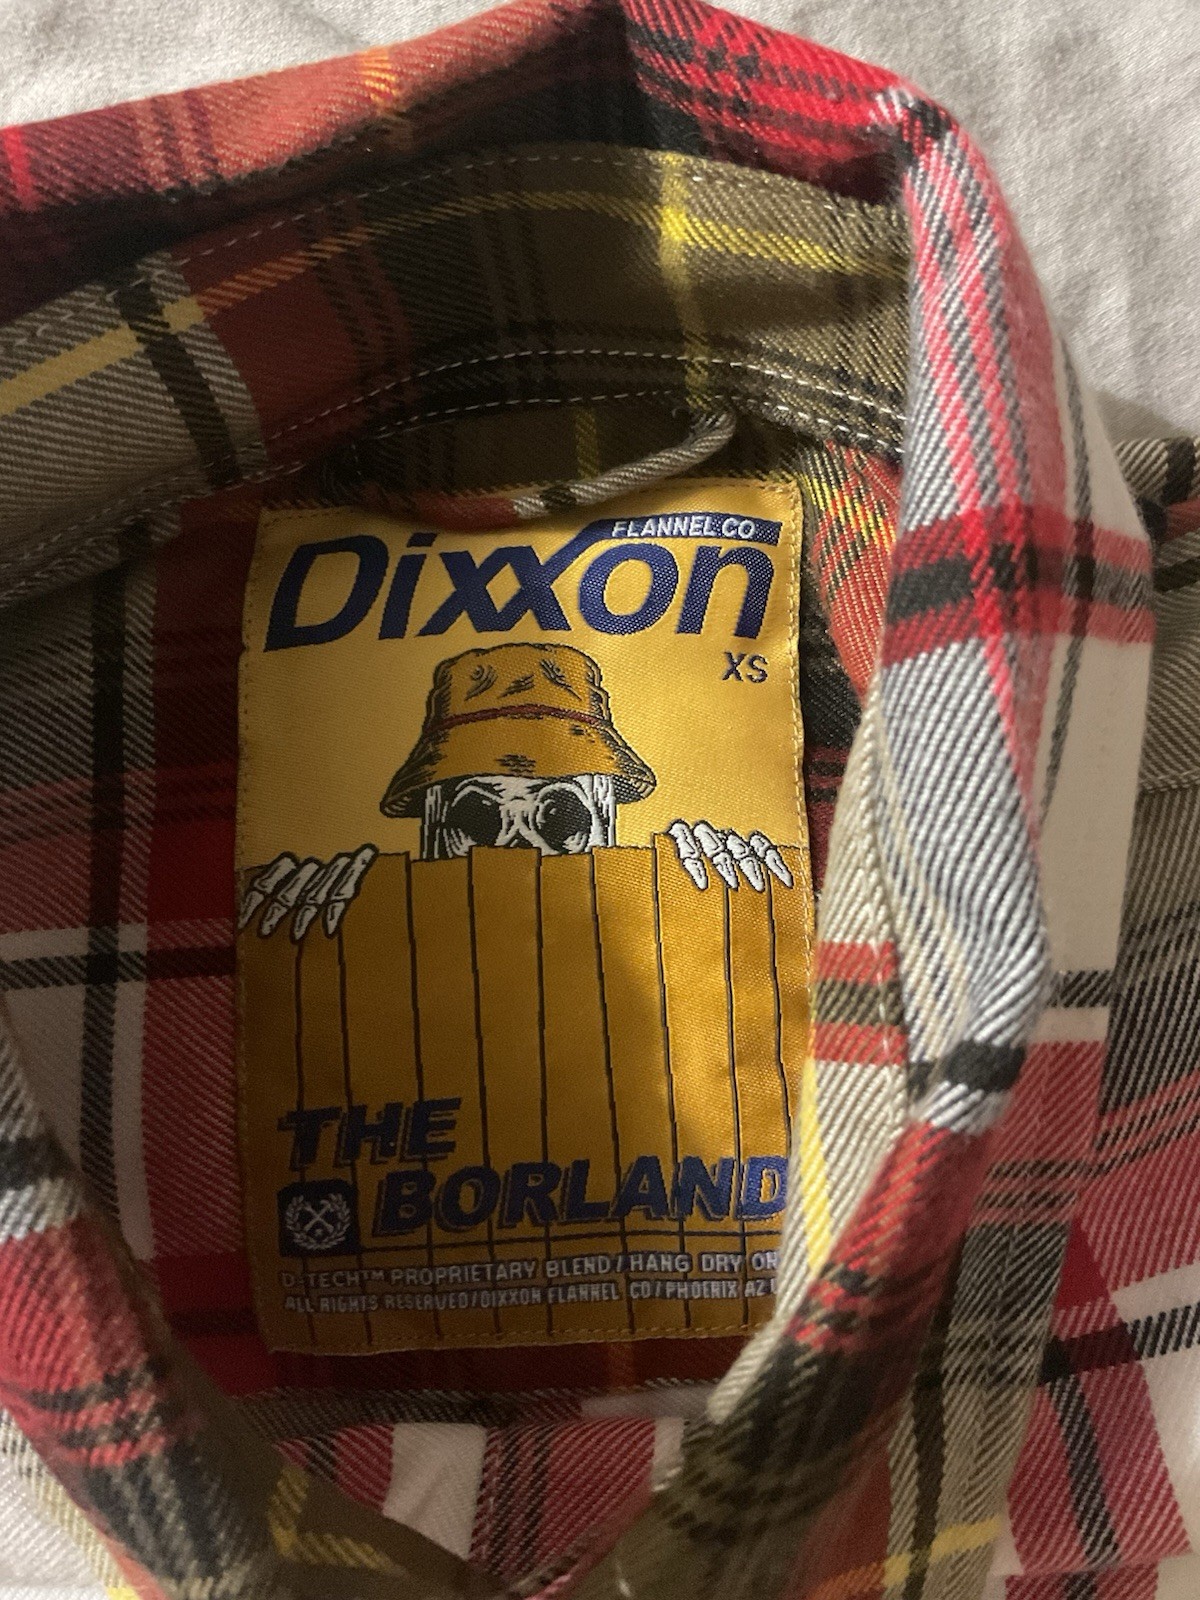 FLANNEL CO
Dixxon
XS
THE
BORLAND
D-TECH™ PROPRIETARY BLEND / HANG DRY
ALL RIGHTS RESERVED / DIXXON FLANNEL CO / PHOENIX AZ